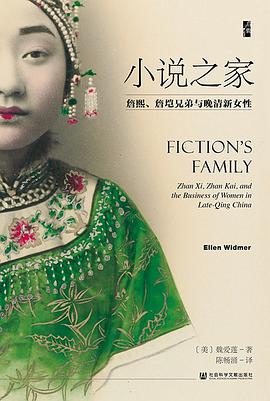 小说之家
詹熙、詹垲兄弟与晚清新女性
FICTION'S
FAMILY
Zhan Xi, Zhan Kai, and
the Business of Women in
Late-Qing China
Ellen Widmer
〔美〕魏爱莲–著
陈畅涌–译
社会科学文献出版社